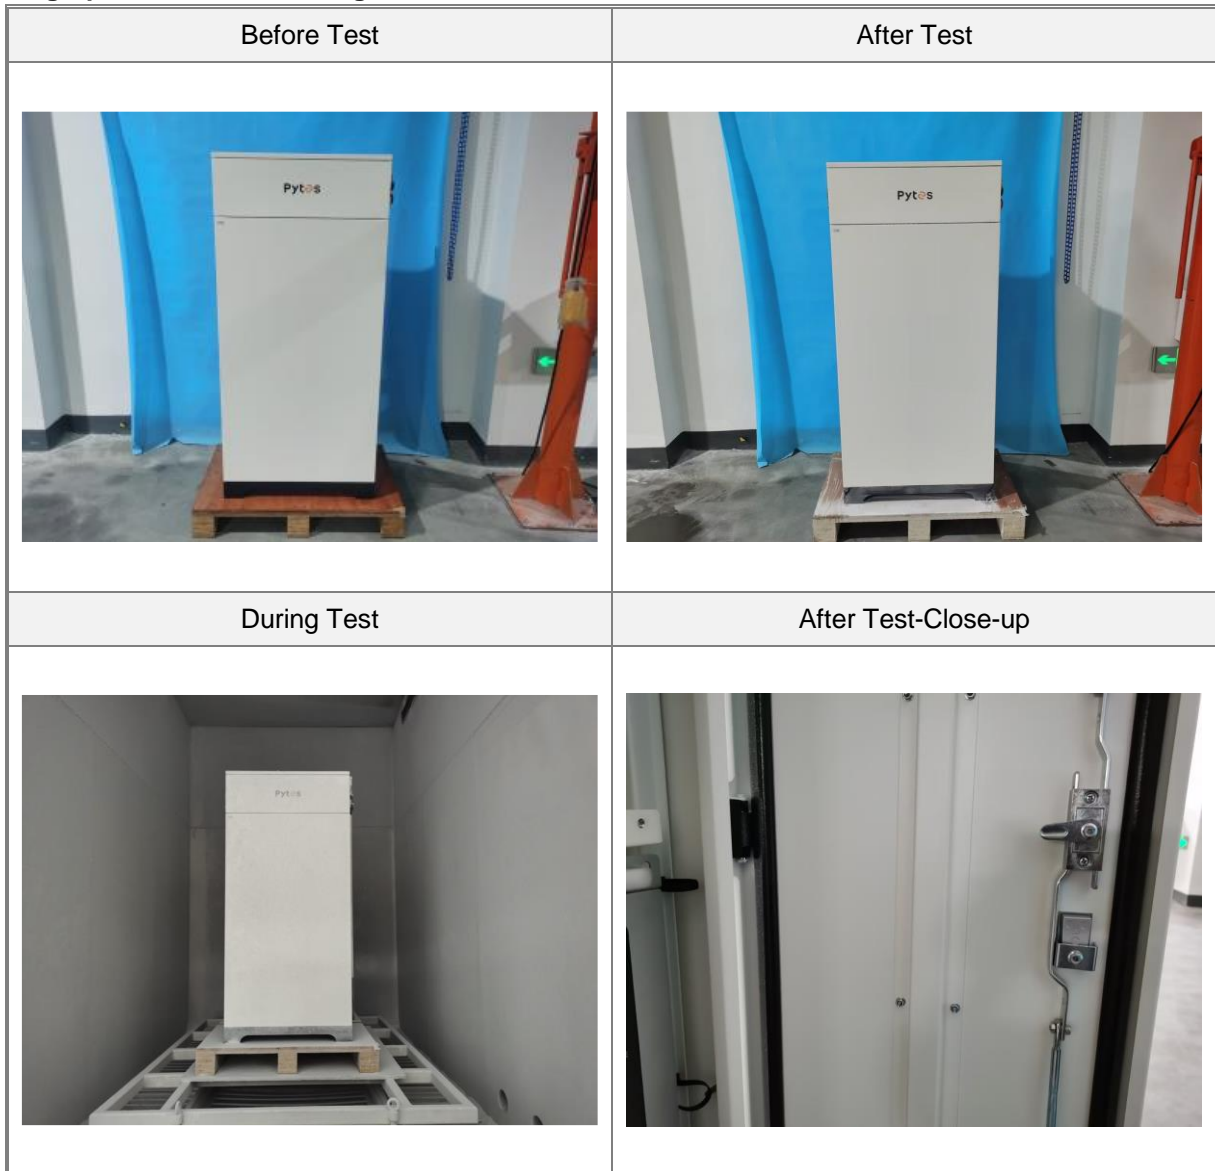 Before Test
After Test
Pytes
Pytes
During Test
After Test-Close-up
Pytes